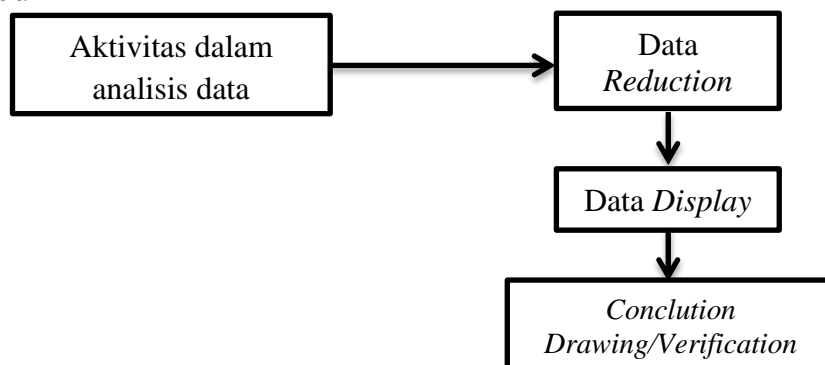 Aktivitas dalam
analisis data
Data
Reduction
Data Display
Conclution
Drawing/Verification